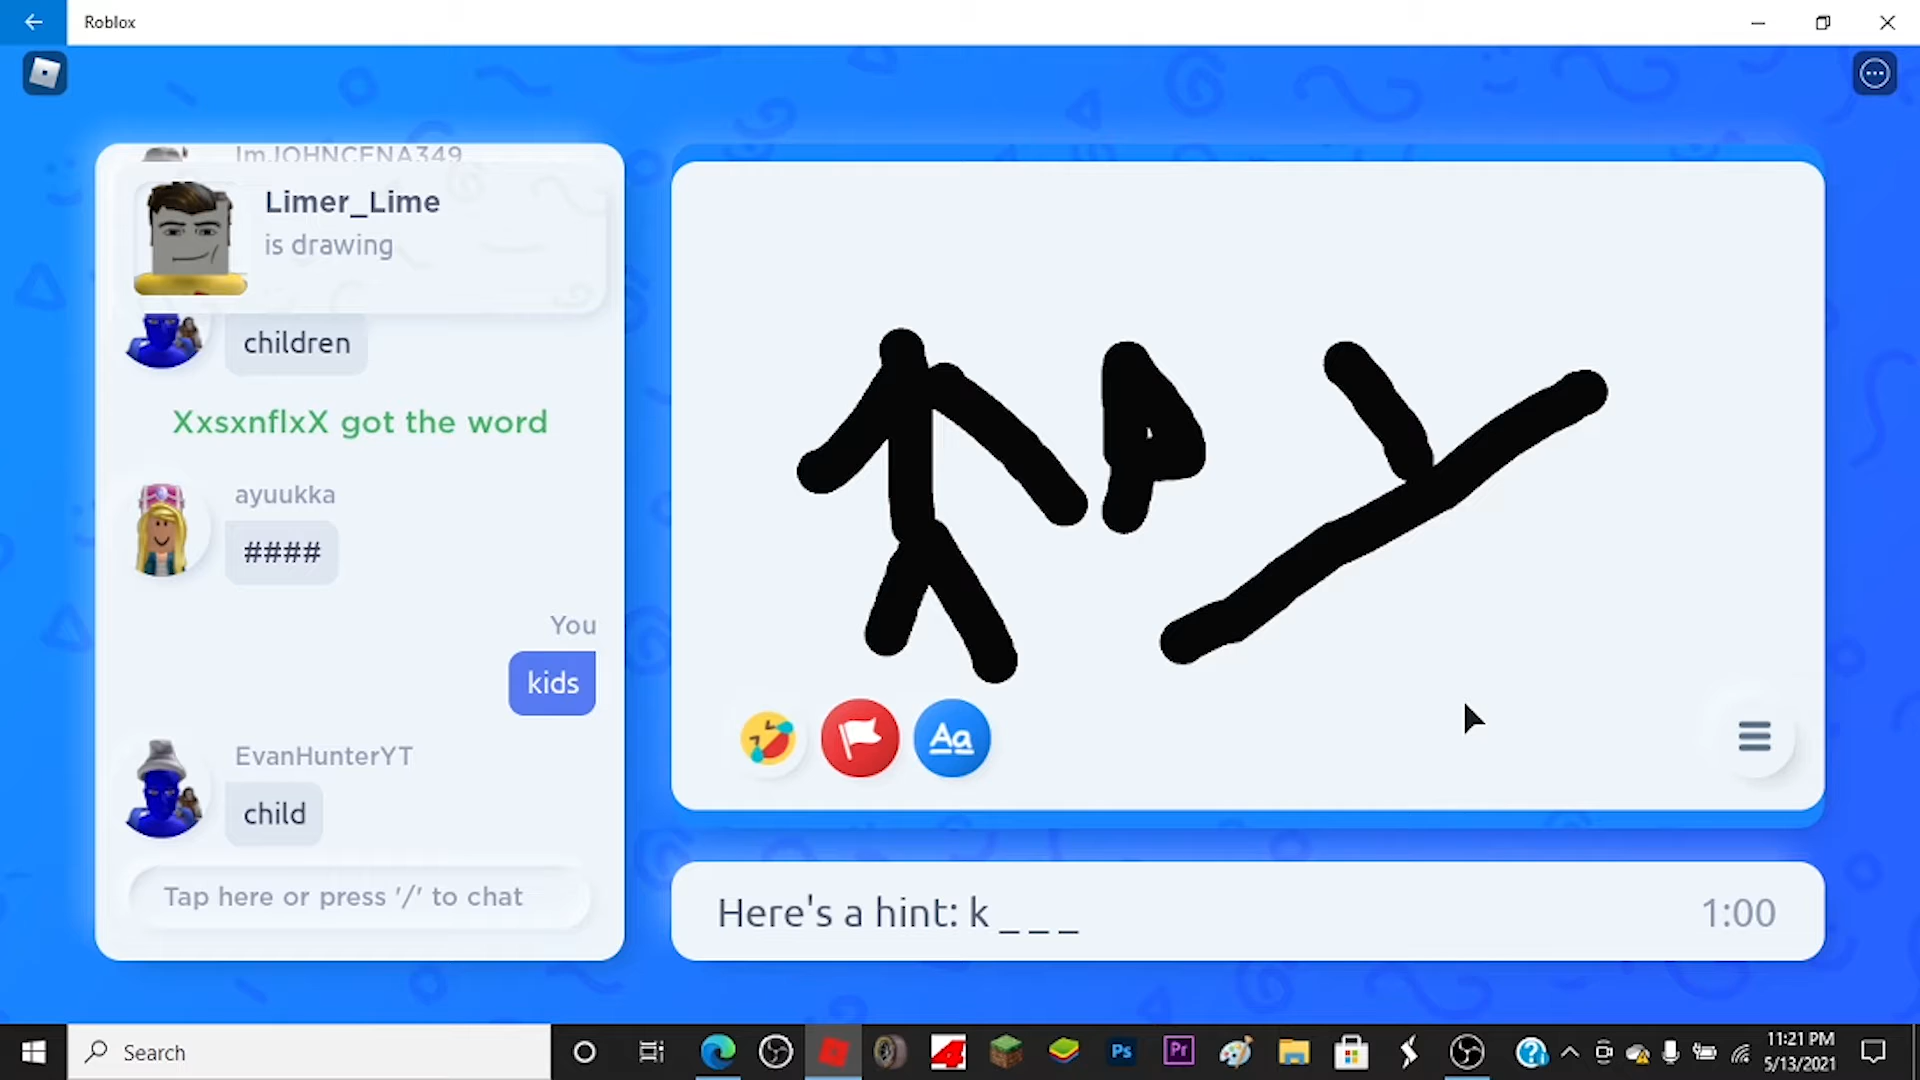 Roblox
ImJOHNCENA349
Limer_Lime
is drawing
children
XxsxnflxX got the word
ayuukka
####
You
kids
EvanHunterYT
child
Tap here or press '/' to chat
Aa
Here's a hint: k _ _ _
1:00
Search
4
Ps
Pr
11:21 PM
5/13/2021